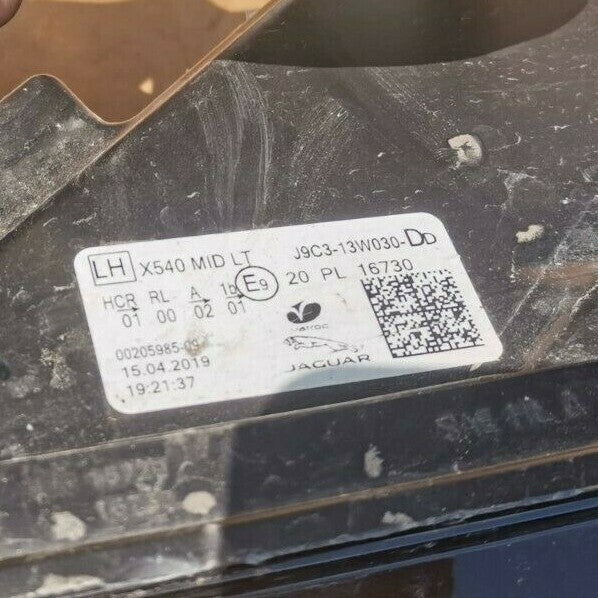 LH X540 MID LT J9C3-13W030-DD
HCR RL A 1b E9 20 PL 16730
01 00 02 01
00205985-09
15.04.2019
19:21:37
JAGUAR